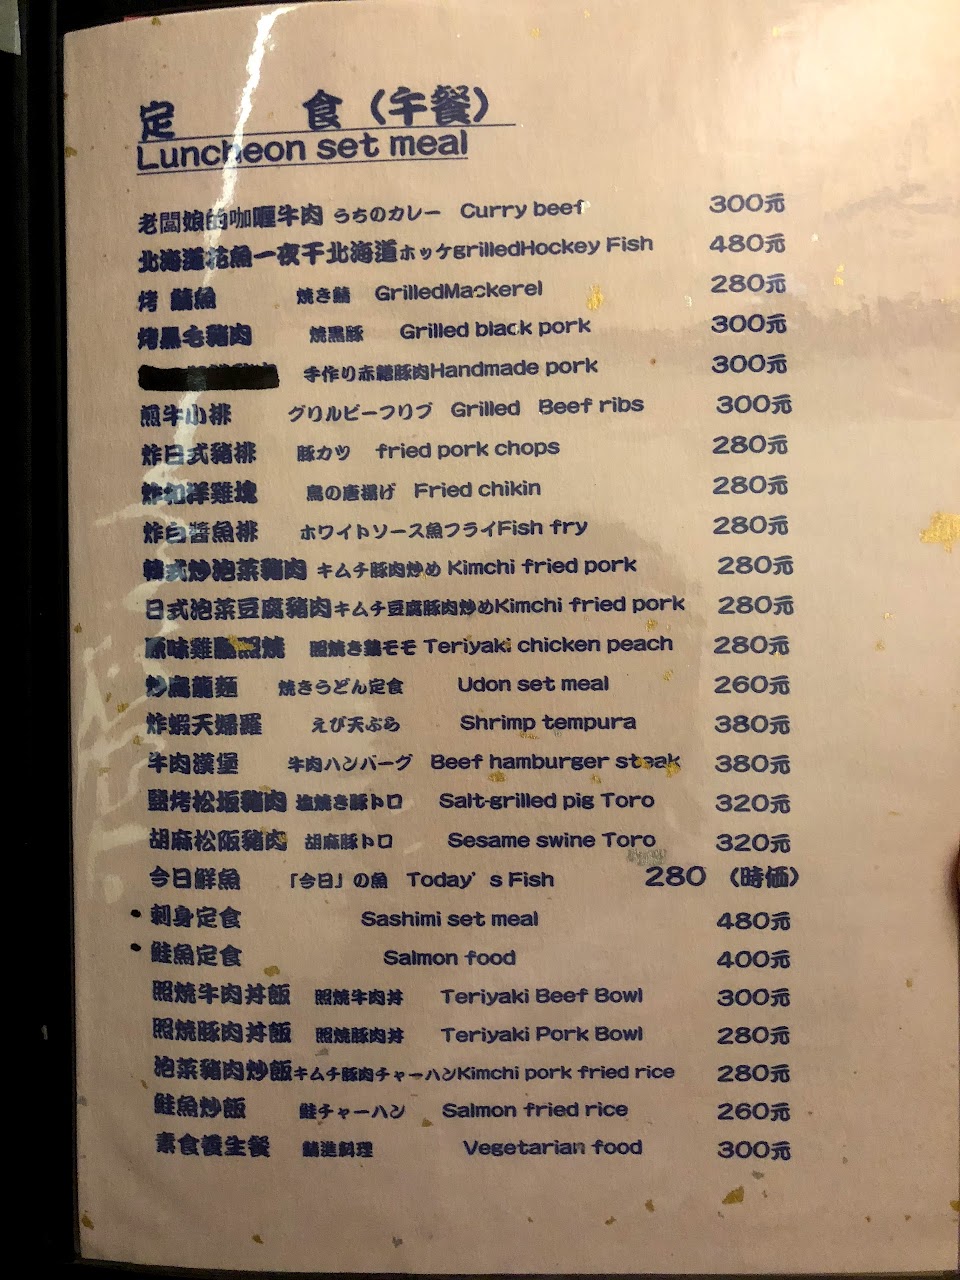 定 食（午餐）
Luncheon set meal
老闆娘的咖喱牛肉 うちのカレー Curry beef 300元
北海道花魚一夜干北海道ホッケgrilledHockey Fish 480元
烤 鯖魚 焼き鯖 GrilledMackerel 280元
烤黑毛豬肉 焼黒豚 Grilled black pork 300元
手作り赤糟豚肉Handmade pork 300元
煎牛小排 グリルビーフリブ Grilled Beef ribs 300元
炸日式豬排 豚カツ fried pork chops 280元
炸和洋雞塊 鳥の唐揚げ Fried chikin 280元
炸白醬魚排 ホワイトソース魚フライFish fry 280元
韓式炒泡菜豬肉 キムチ豚肉炒め Kimchi fried pork 280元
日式泡菜豆腐豬肉キムチ豆腐豚肉炒めKimchi fried pork 280元
原味雞腿照燒 照焼き鶏モモ Teriyaki chicken peach 280元
炒烏龍麵 焼きうどん定食 Udon set meal 260元
炸蝦天婦羅 えび天ぷら Shrimp tempura 380元
牛肉漢堡 牛肉ハンバーグ Beef hamburger steak 380元
鹽烤松坂豬肉 塩焼き豚トロ Salt-grilled pig Toro 320元
胡麻松阪豬肉 胡麻豚トロ Sesame swine Toro 320元
今日鮮魚 「今日」の魚 Today's Fish 280 （時価）
• 刺身定食 Sashimi set meal 480元
• 鮭魚定食 Salmon food 400元
照燒牛肉丼飯 照焼牛肉丼 Teriyaki Beef Bowl 300元
照燒豚肉丼飯 照焼豚肉丼 Teriyaki Pork Bowl 280元
泡菜豬肉炒飯キムチ豚肉チャーハンKimchi pork fried rice 280元
鮭魚炒飯 鮭チャーハン Salmon fried rice 260元
素食養生餐 精進料理 Vegetarian food 300元